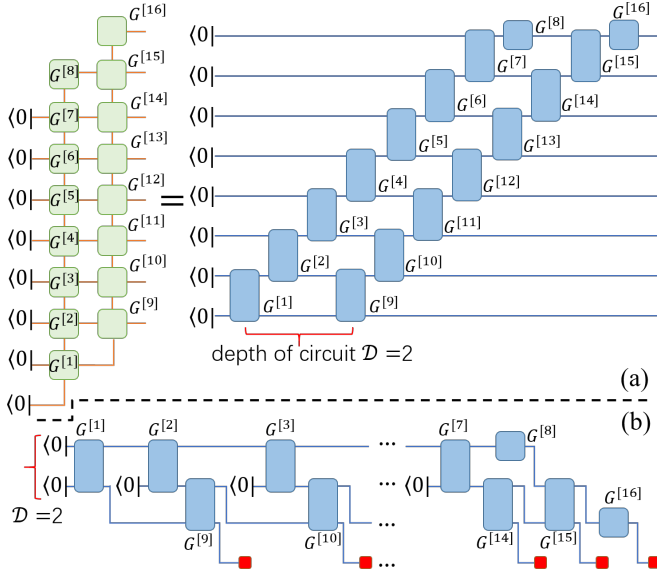 G^[16]
G^[8] G^[15]
⟨0| G^[7] G^[14]
⟨0| G^[6] G^[13]
⟨0| G^[5] G^[12]
⟨0| G^[4] G^[11]
⟨0| G^[3] G^[10]
⟨0| G^[2] G^[9]
⟨0| G^[1]
⟨0|
=
⟨0| G^[8] G^[16]
⟨0| G^[7] G^[15]
⟨0| G^[6] G^[14]
⟨0| G^[5] G^[13]
⟨0| G^[4] G^[12]
⟨0| G^[3] G^[11]
⟨0| G^[2] G^[10]
⟨0| G^[1] G^[9]
depth of circuit 𝒟 =2
(a)
(b)
G^[1] G^[2] G^[3] ... G^[7] G^[8]
⟨0|
⟨0| ⟨0| ⟨0| ... ⟨0| G^[16]
𝒟 =2
...
G^[9] G^[10] G^[14] G^[15]
...